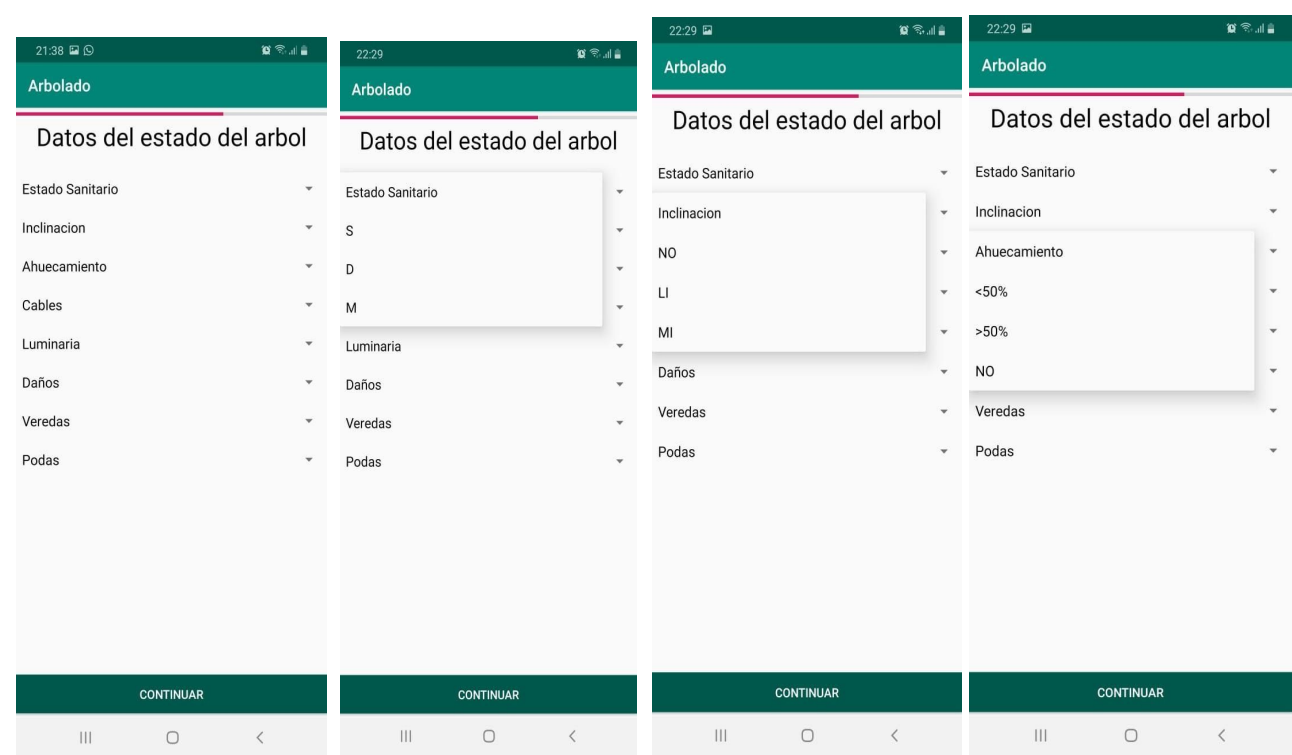 21:38
Arbolado
Datos del estado del arbol
Estado Sanitario
Inclinacion
Ahuecamiento
Cables
Luminaria
Daños
Veredas
Podas
CONTINUAR
22:29
Arbolado
Datos del estado del arbol
Estado Sanitario
S
D
M
Luminaria
Daños
Veredas
Podas
CONTINUAR
22:29
Arbolado
Datos del estado del arbol
Estado Sanitario
Inclinacion
NO
LI
MI
Daños
Veredas
Podas
CONTINUAR
22:29
Arbolado
Datos del estado del arbol
Estado Sanitario
Inclinacion
Ahuecamiento
<50%
>50%
NO
Veredas
Podas
CONTINUAR